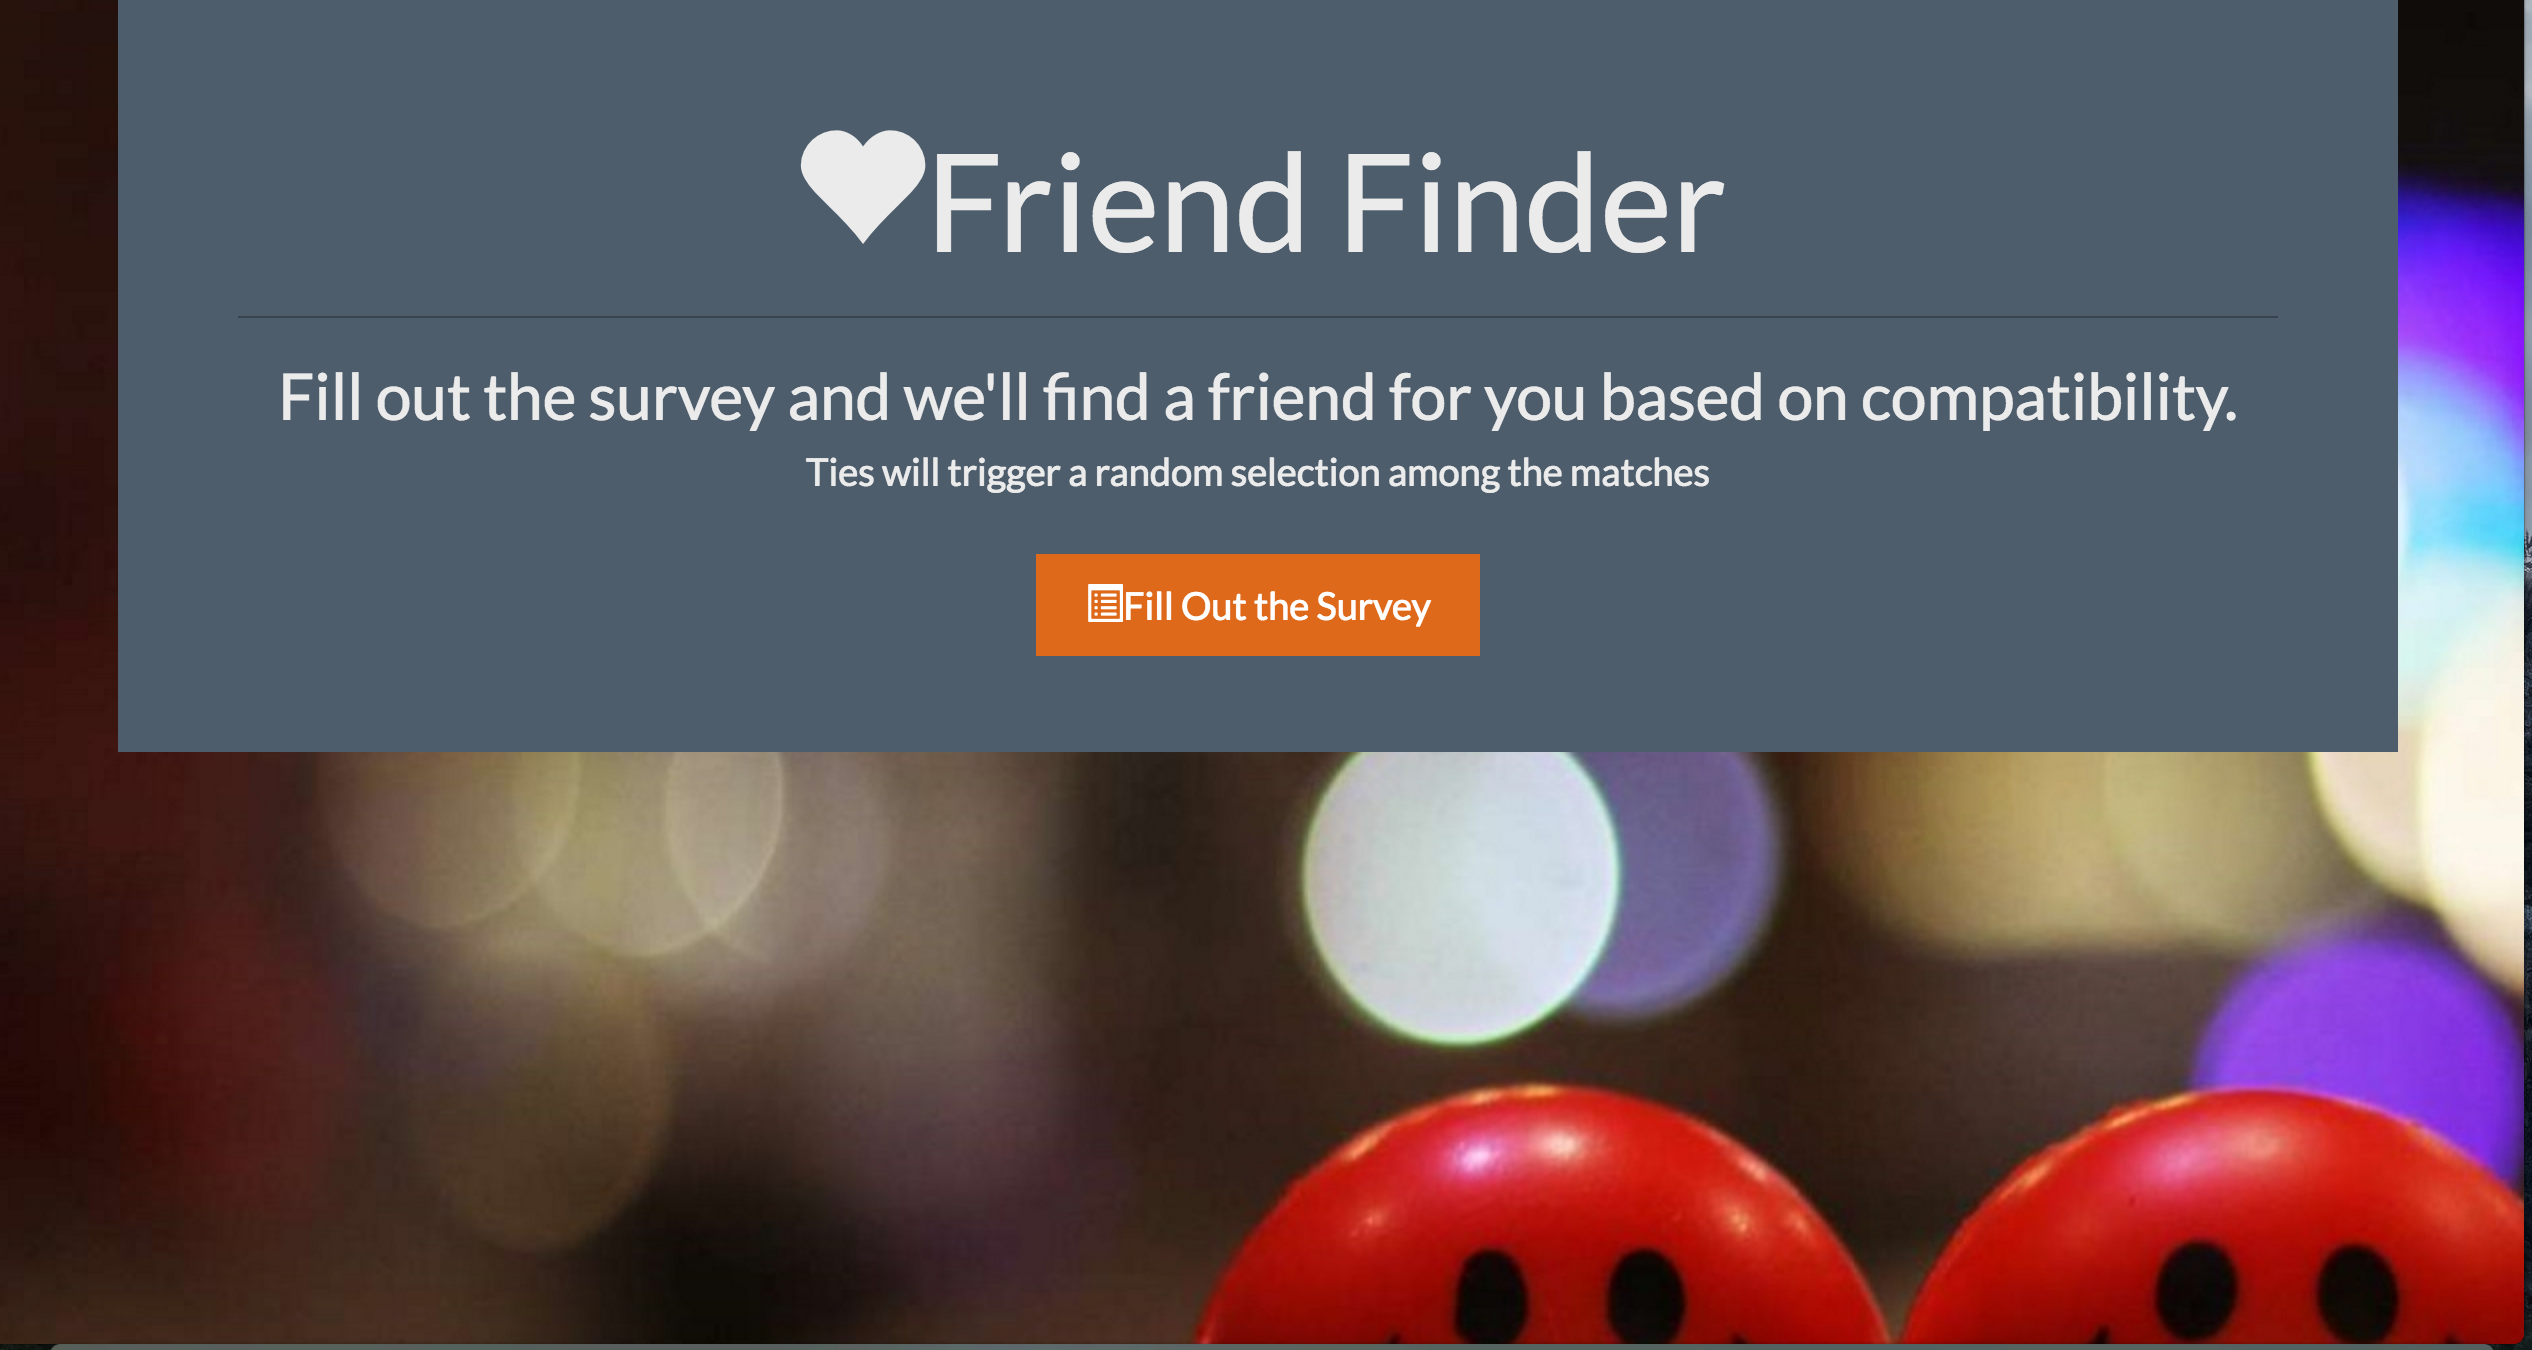 Friend Finder
Fill out the survey and we'll find a friend for you based on compatibility.
Ties will trigger a random selection among the matches
Fill Out the Survey